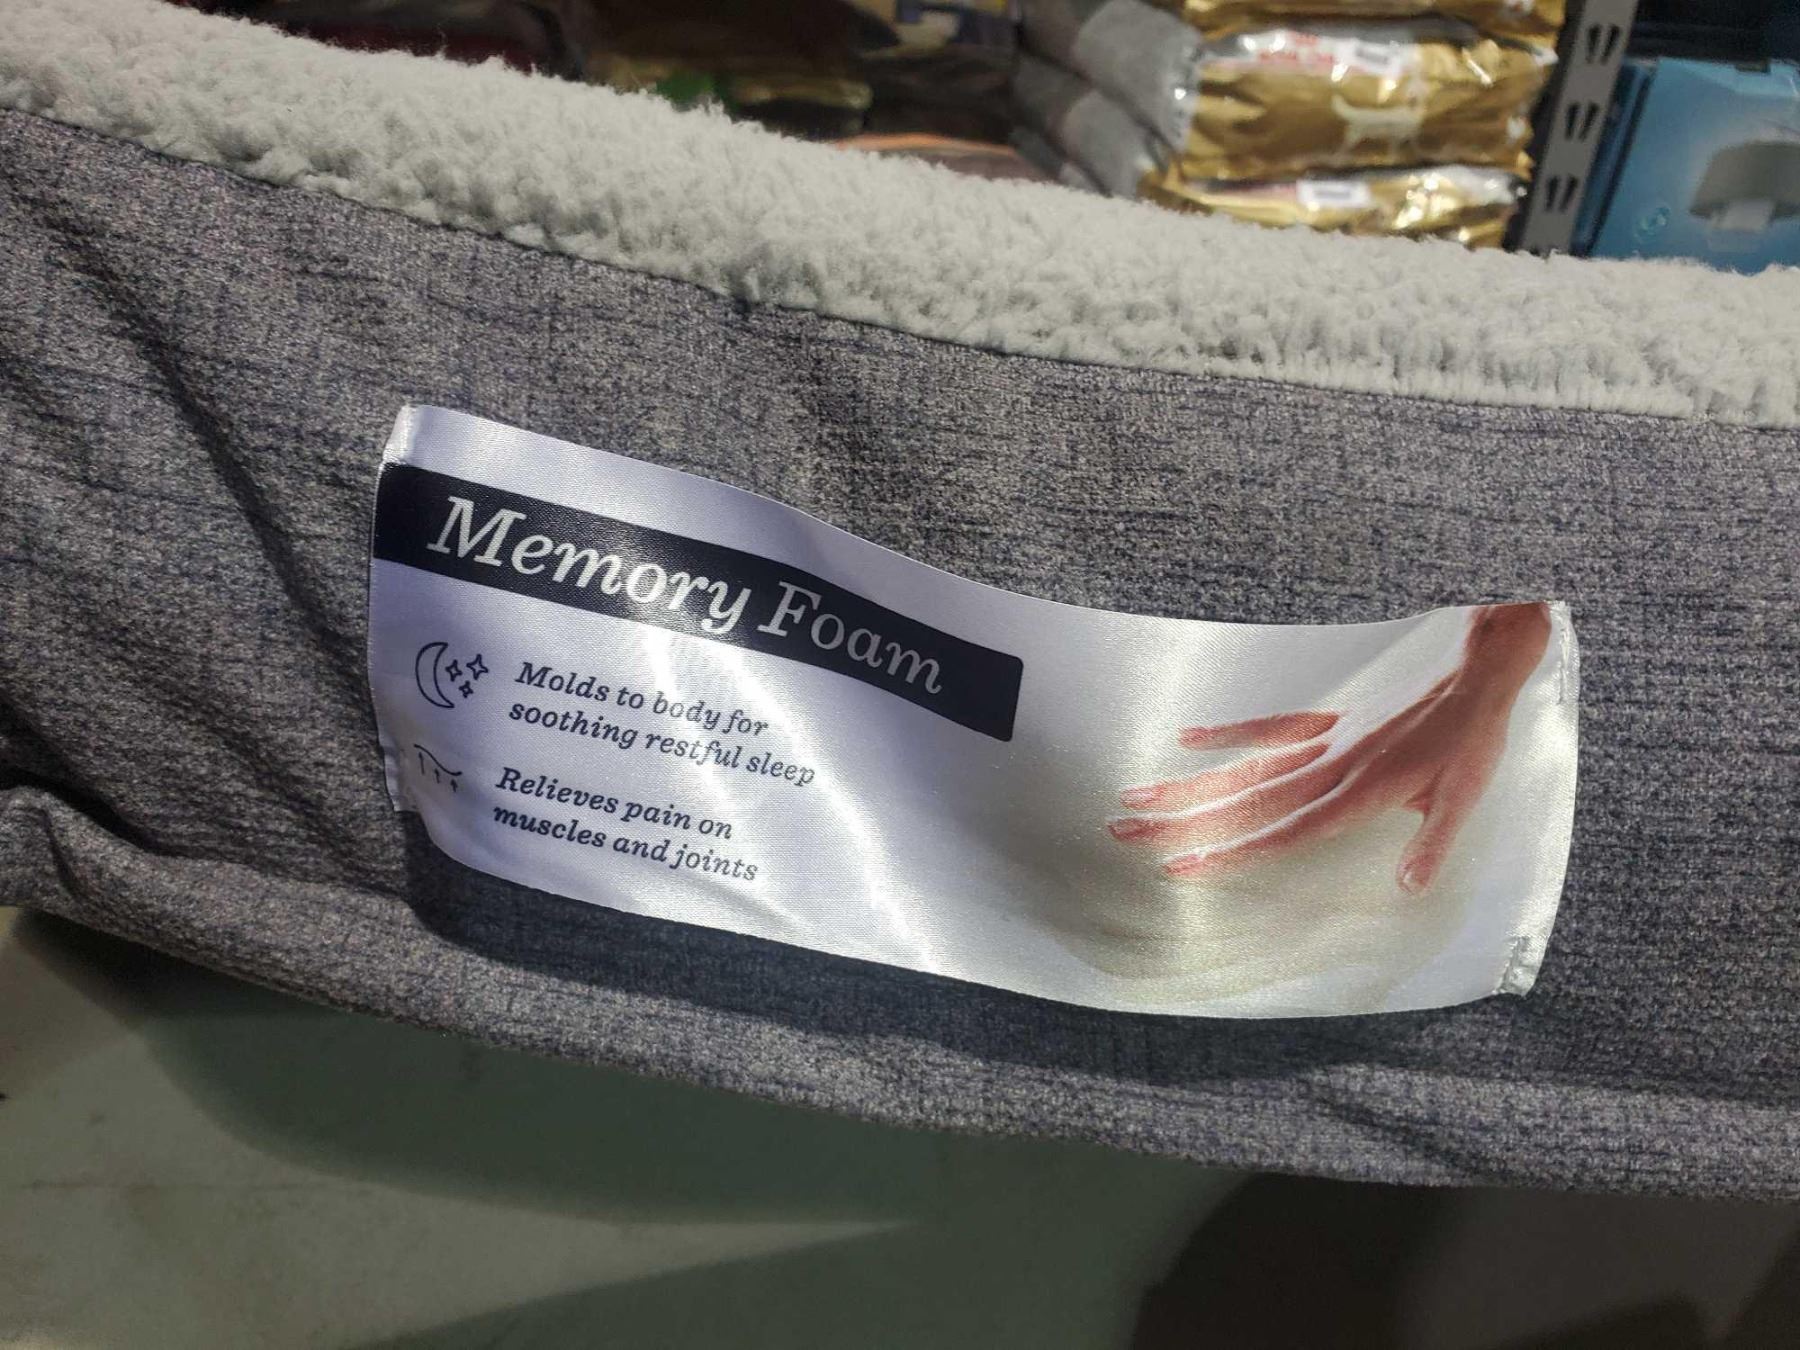 Memory Foam
Molds to body for
soothing restful sleep
Relieves pain on
muscles and joints